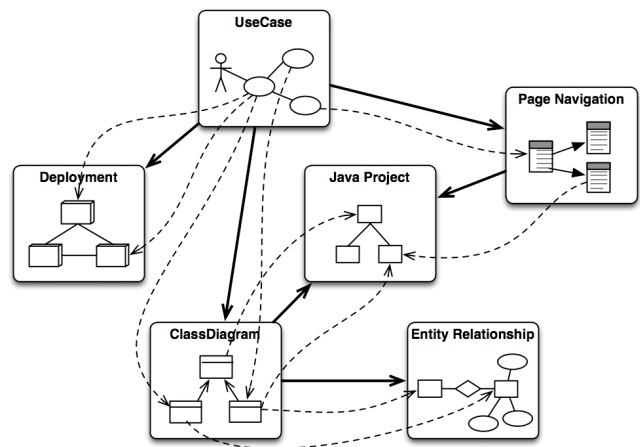 UseCase
Page Navigation
Deployment
Java Project
ClassDiagram
Entity Relationship